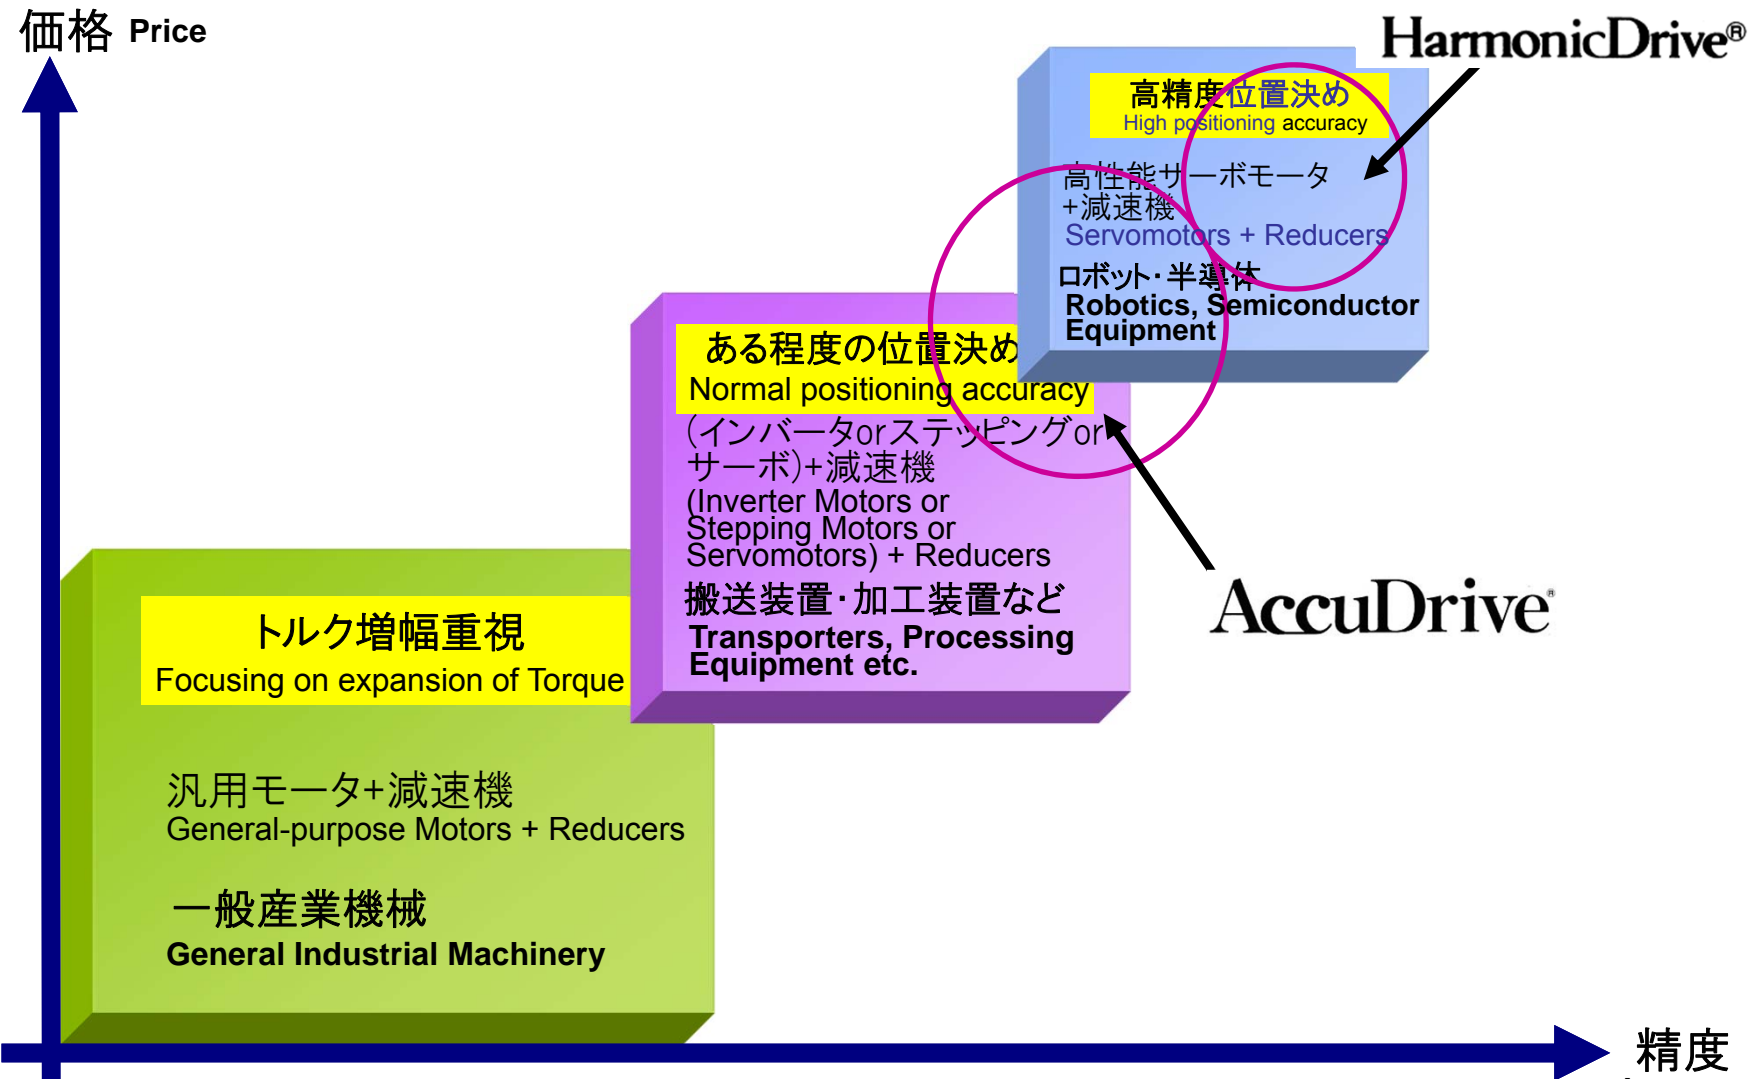 価格 Price
HarmonicDrive®
高精度位置決め
High positioning accuracy
高性能サーボモータ
+減速機
Servomotors + Reducers
ロボット・半導体
Robotics, Semiconductor
Equipment
ある程度の位置決め
Normal positioning accuracy
(インバータorステッピングor
サーボ)+減速機
(Inverter Motors or
Stepping Motors or
Servomotors) + Reducers
搬送装置・加工装置など
Transporters, Processing
Equipment etc.
AccuDrive®
トルク増幅重視
Focusing on expansion of Torque
汎用モータ+減速機
General-purpose Motors + Reducers
一般産業機械
General Industrial Machinery
精度